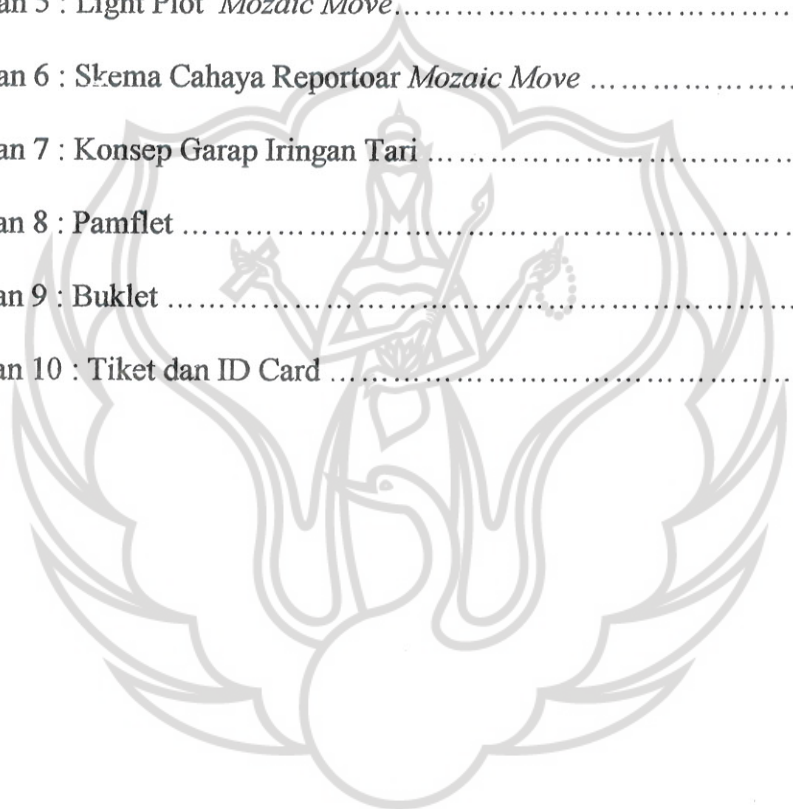 an 5 : Light Plot Mozaic Move.................................................
an 6 : Skema Cahaya Reportoar Mozaic Move .........................
an 7 : Konsep Garap Iringan Tari ..............................................
an 8 : Pamflet ..............................................................................
an 9 : Buklet ................................................................................
an 10 : Tiket dan ID Card ...........................................................